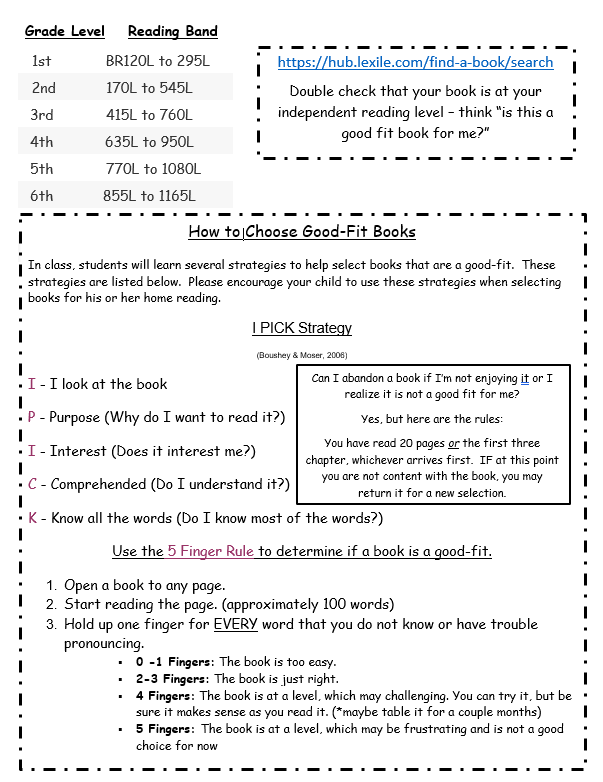 Grade Level Reading Band
1st BR120L to 295L
2nd 170L to 545L
3rd 415L to 760L
4th 635L to 950L
5th 770L to 1080L
6th 855L to 1165L
https://hub.lexile.com/find-a-book/search
Double check that your book is at your
independent reading level – think “is this a
good fit book for me?”
How to Choose Good-Fit Books
In class, students will learn several strategies to help select books that are a good-fit. These
strategies are listed below. Please encourage your child to use these strategies when selecting
books for his or her home reading.
I PICK Strategy
(Boushey & Moser, 2006)
I - I look at the book
P - Purpose (Why do I want to read it?)
I - Interest (Does it interest me?)
C - Comprehended (Do I understand it?)
K - Know all the words (Do I know most of the words?)
Can I abandon a book if I’m not enjoying it or I
realize it is not a good fit for me?
Yes, but here are the rules:
You have read 20 pages or the first three
chapter, whichever arrives first. IF at this point
you are not content with the book, you may
return it for a new selection.
Use the 5 Finger Rule to determine if a book is a good-fit.
1. Open a book to any page.
2. Start reading the page. (approximately 100 words)
3. Hold up one finger for EVERY word that you do not know or have trouble
pronouncing.
▪ 0 -1 Fingers: The book is too easy.
▪ 2-3 Fingers: The book is just right.
▪ 4 Fingers: The book is at a level, which may challenging. You can try it, but be
sure it makes sense as you read it. (*maybe table it for a couple months)
▪ 5 Fingers: The book is at a level, which may be frustrating and is not a good
choice for now